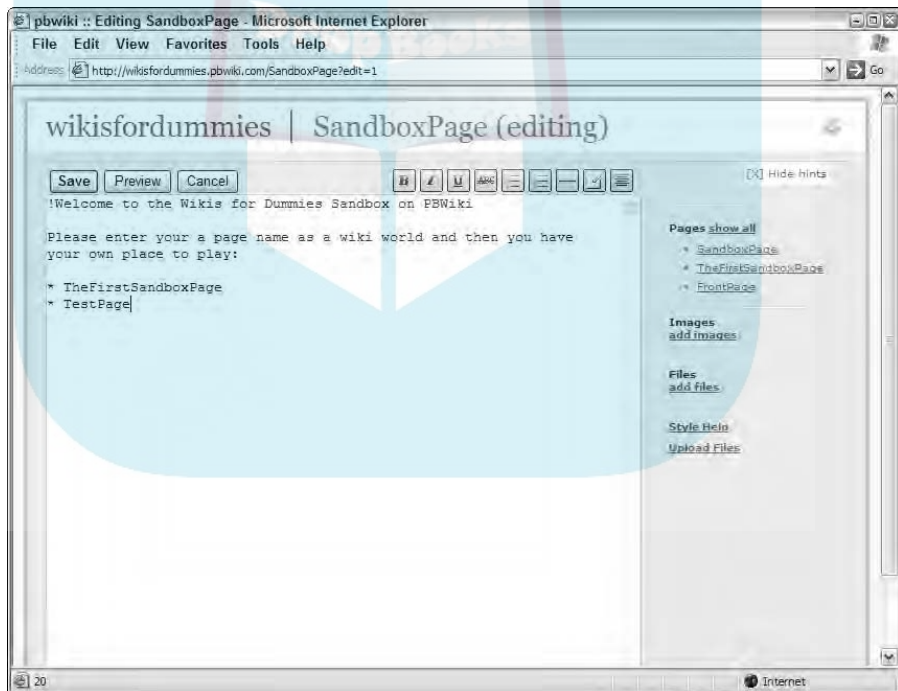 pbwiki :: Editing SandboxPage - Microsoft Internet Explorer
File Edit View Favorites Tools Help
Address http://wikisfordummies.pbwiki.com/SandboxPage?edit=1 Go
wikisfordummies | SandboxPage (editing)
Save Preview Cancel B I U ABC
[X] Hide hints
!Welcome to the Wikis for Dummies Sandbox on PBWiki
Please enter your a page name as a wiki world and then you have
your own place to play:
* TheFirstSandboxPage
* TestPage
Pages show all
SandboxPage
TheFirstSandboxPage
FrontPage
Images
add images
Files
add files
Style Help
Upload Files
20 Internet